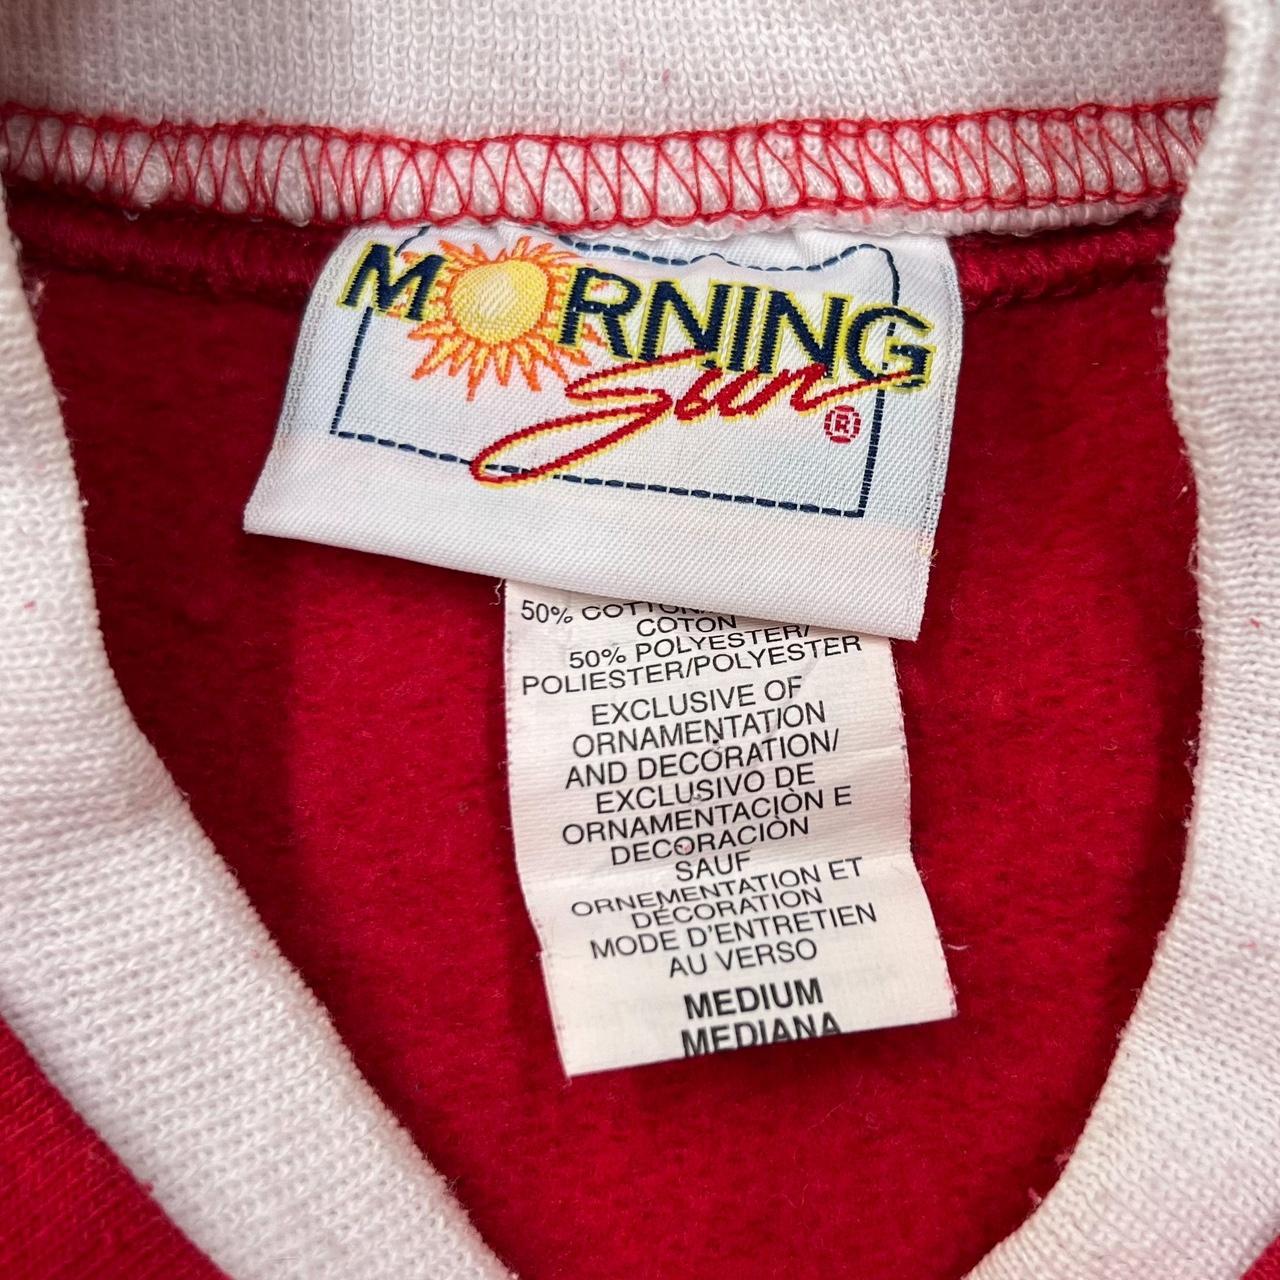 MORNING
Sun®
50% COTTON
COTON
50% POLYESTER/
POLIESTER/POLYESTER
EXCLUSIVE OF
ORNAMENTATION
AND DECORATION/
EXCLUSIVO DE
ORNAMENTACIÒN E
DECORACIÒN
SAUF
ORNEMENTATION ET
DÉCORATION
MODE D'ENTRETIEN
AU VERSO
MEDIUM
MEDIANA